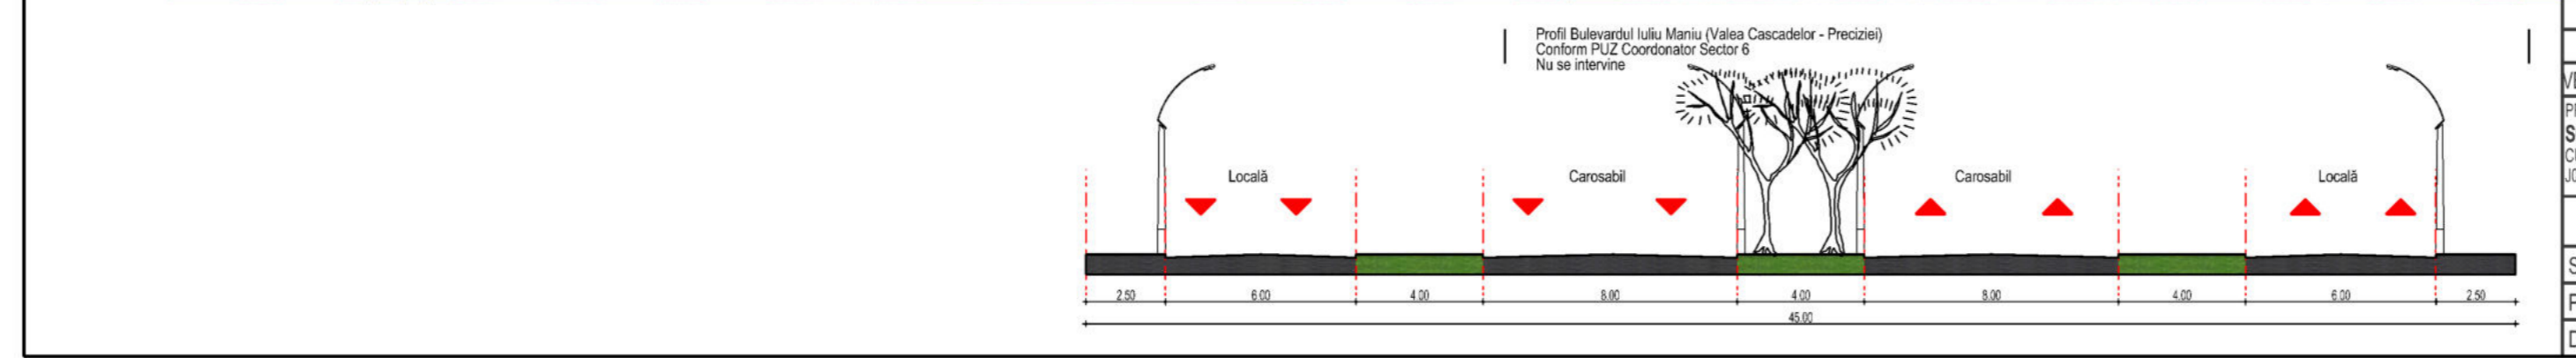 Profil Bulevardul Iuliu Maniu (Valea Cascadelor - Preciziei)
Conform PUZ Coordonator Sector 6
Nu se intervine
Locală
Carosabil
Carosabil
Locală
2.50
6.00
4.00
8.00
4.00
8.00
4.00
6.00
2.50
45.00